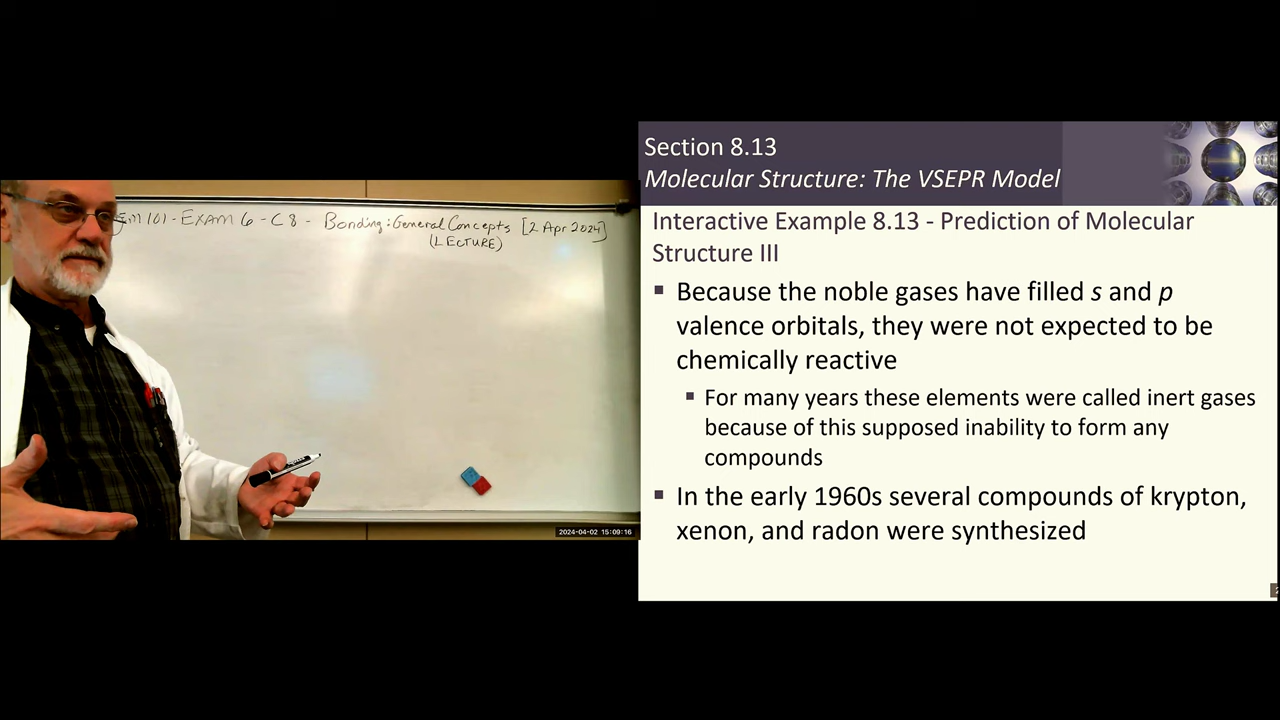 Em 101 - EXAM 6 - C 8 - Bonding: General Concepts [2 Apr 2024]
(LECTURE)
2024-04-02 15:09:16
Section 8.13
Molecular Structure: The VSEPR Model
Interactive Example 8.13 - Prediction of Molecular
Structure III
▪ Because the noble gases have filled s and p
valence orbitals, they were not expected to be
chemically reactive
▪ For many years these elements were called inert gases
because of this supposed inability to form any
compounds
▪ In the early 1960s several compounds of krypton,
xenon, and radon were synthesized